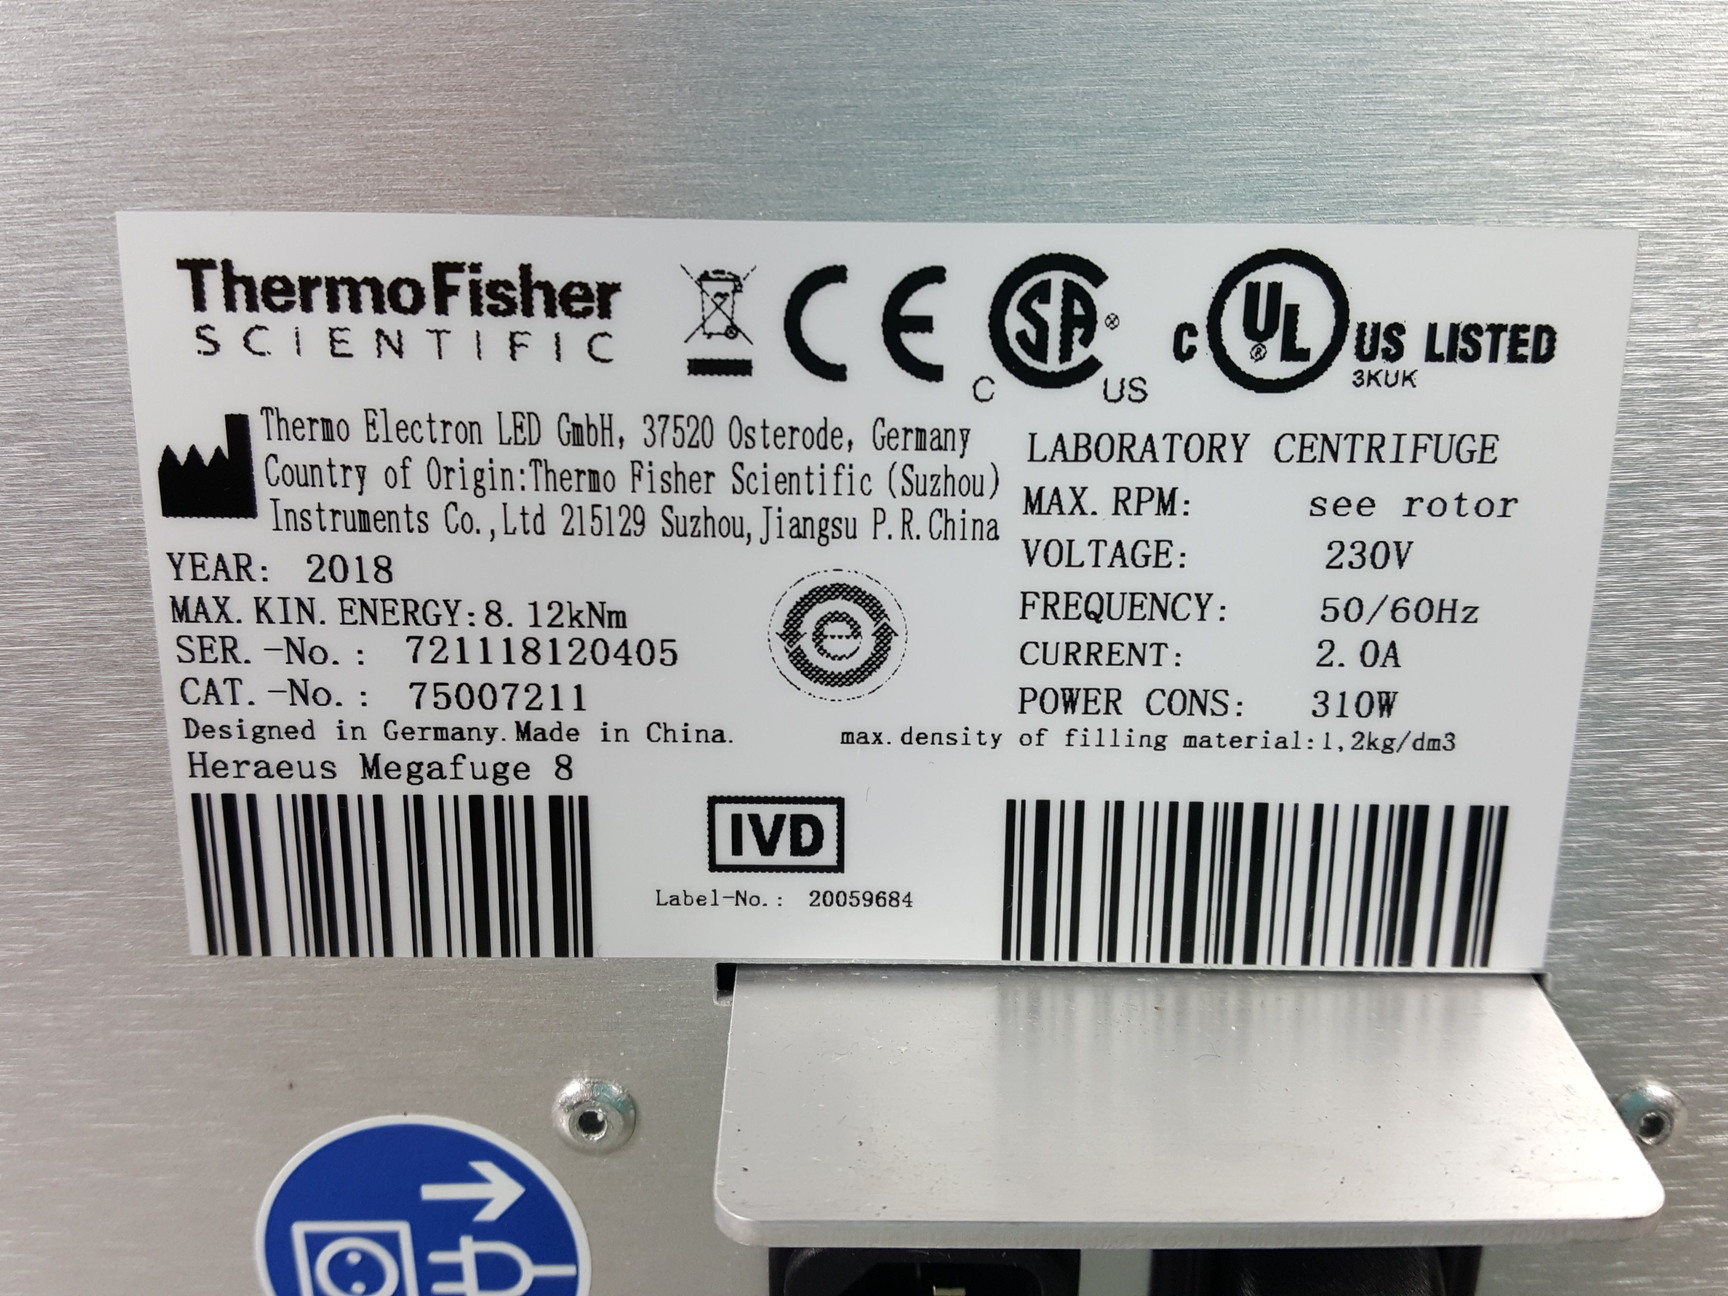 ThermoFisher
SCIENTIFIC
CE
SA
C US
C UL US LISTED
3KUK
Thermo Electron LED GmbH, 37520 Osterode, Germany
Country of Origin:Thermo Fisher Scientific (Suzhou)
Instruments Co.,Ltd 215129 Suzhou,Jiangsu P.R.China
YEAR: 2018
MAX. KIN. ENERGY:8.12kNm
SER.-No.: 721118120405
CAT.-No.: 75007211
Designed in Germany.Made in China.
Heraeus Megafuge 8
e
LABORATORY CENTRIFUGE
MAX. RPM: see rotor
VOLTAGE: 230V
FREQUENCY: 50/60Hz
CURRENT: 2.0A
POWER CONS: 310W
max.density of filling material:1,2kg/dm3
IVD
Label-No.: 20059684